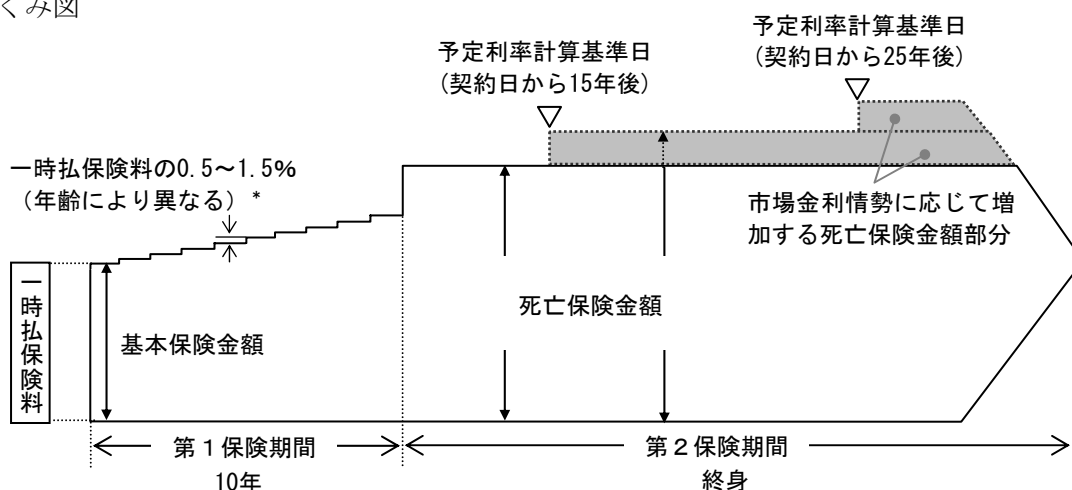 くみ図
予定利率計算基準日
(契約日から15年後)
予定利率計算基準日
(契約日から25年後)
一時払保険料の0.5～1.5%
(年齢により異なる) *
市場金利情勢に応じて増
加する死亡保険金額部分
一時払保険料
基本保険金額
死亡保険金額
第1保険期間
10年
第2保険期間
終身